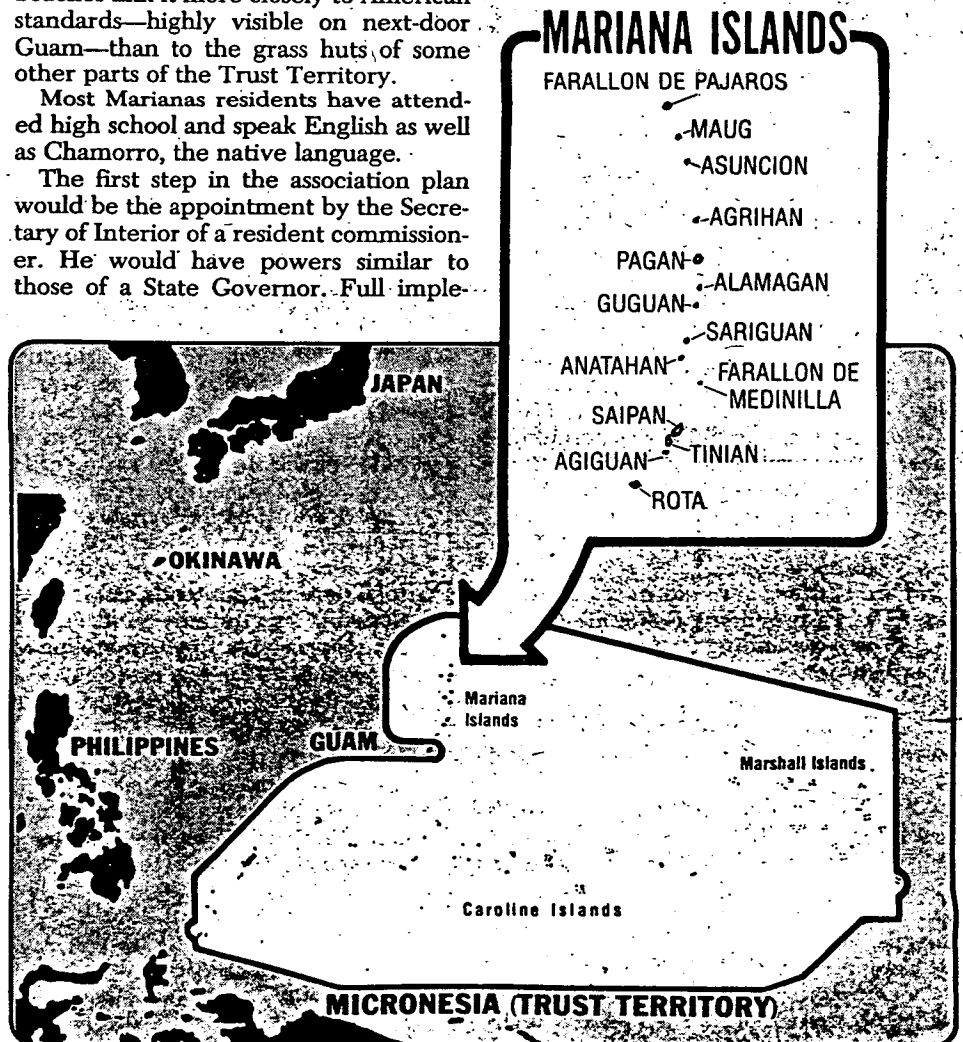 standards—highly visible on next-door
Guam—than to the grass huts of some
other parts of the Trust Territory.
Most Marianas residents have attend-
ed high school and speak English as well
as Chamorro, the native language.
The first step in the association plan
would be the appointment by the Secre-
tary of Interior of a resident commission-
er. He would have powers similar to
those of a State Governor. Full imple-
MARIANA ISLANDS
FARALLON DE PAJAROS
MAUG
ASUNCION
AGRIHAN
PAGAN
ALAMAGAN
GUGUAN
SARIGUAN
ANATAHAN
FARALLON DE
MEDINILLA
SAIPAN
TINIAN
AGIGUAN
ROTA
JAPAN
OKINAWA
Mariana
Islands
PHILIPPINES
GUAM
Marshall Islands
Caroline Islands
MICRONESIA (TRUST TERRITORY)